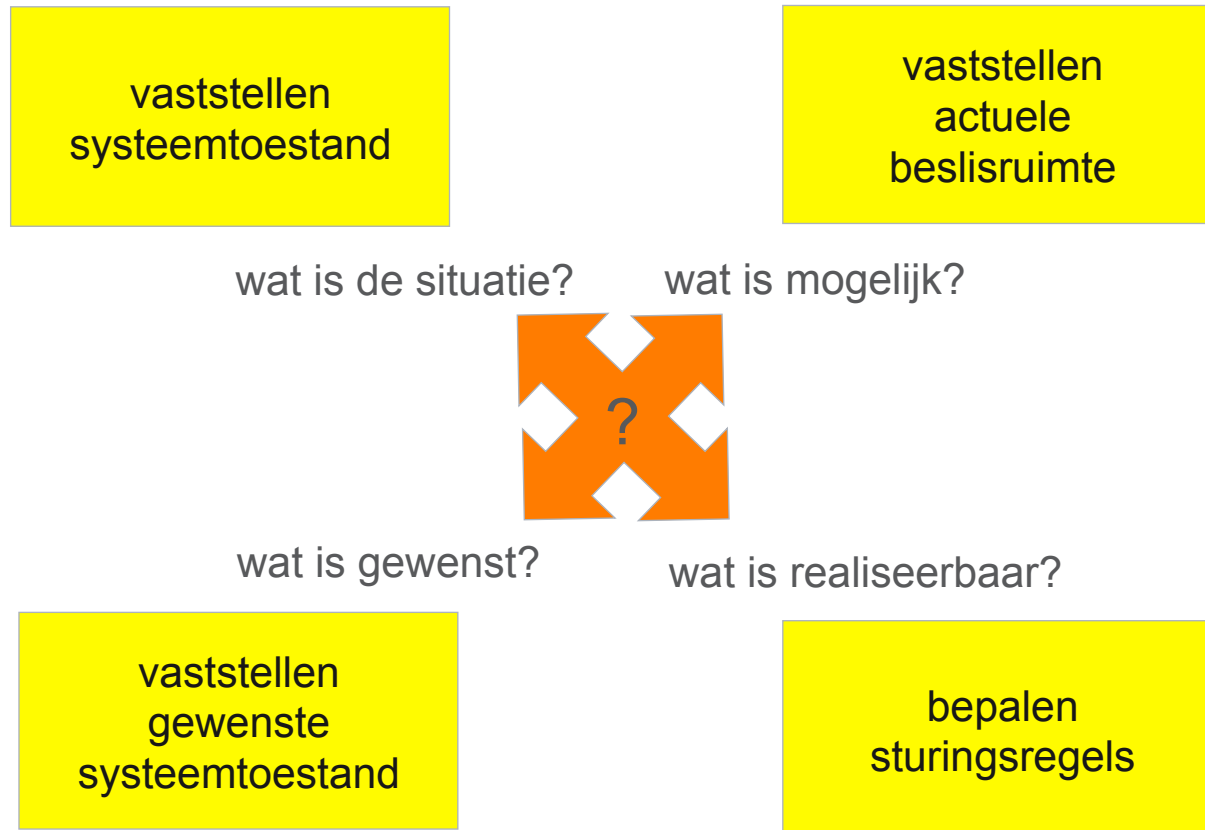 vaststellen
systeemtoestand
vaststellen
actuele
beslisruimte
wat is de situatie?
wat is mogelijk?
?
wat is gewenst?
wat is realiseerbaar?
vaststellen
gewenste
systeemtoestand
bepalen
sturingsregels